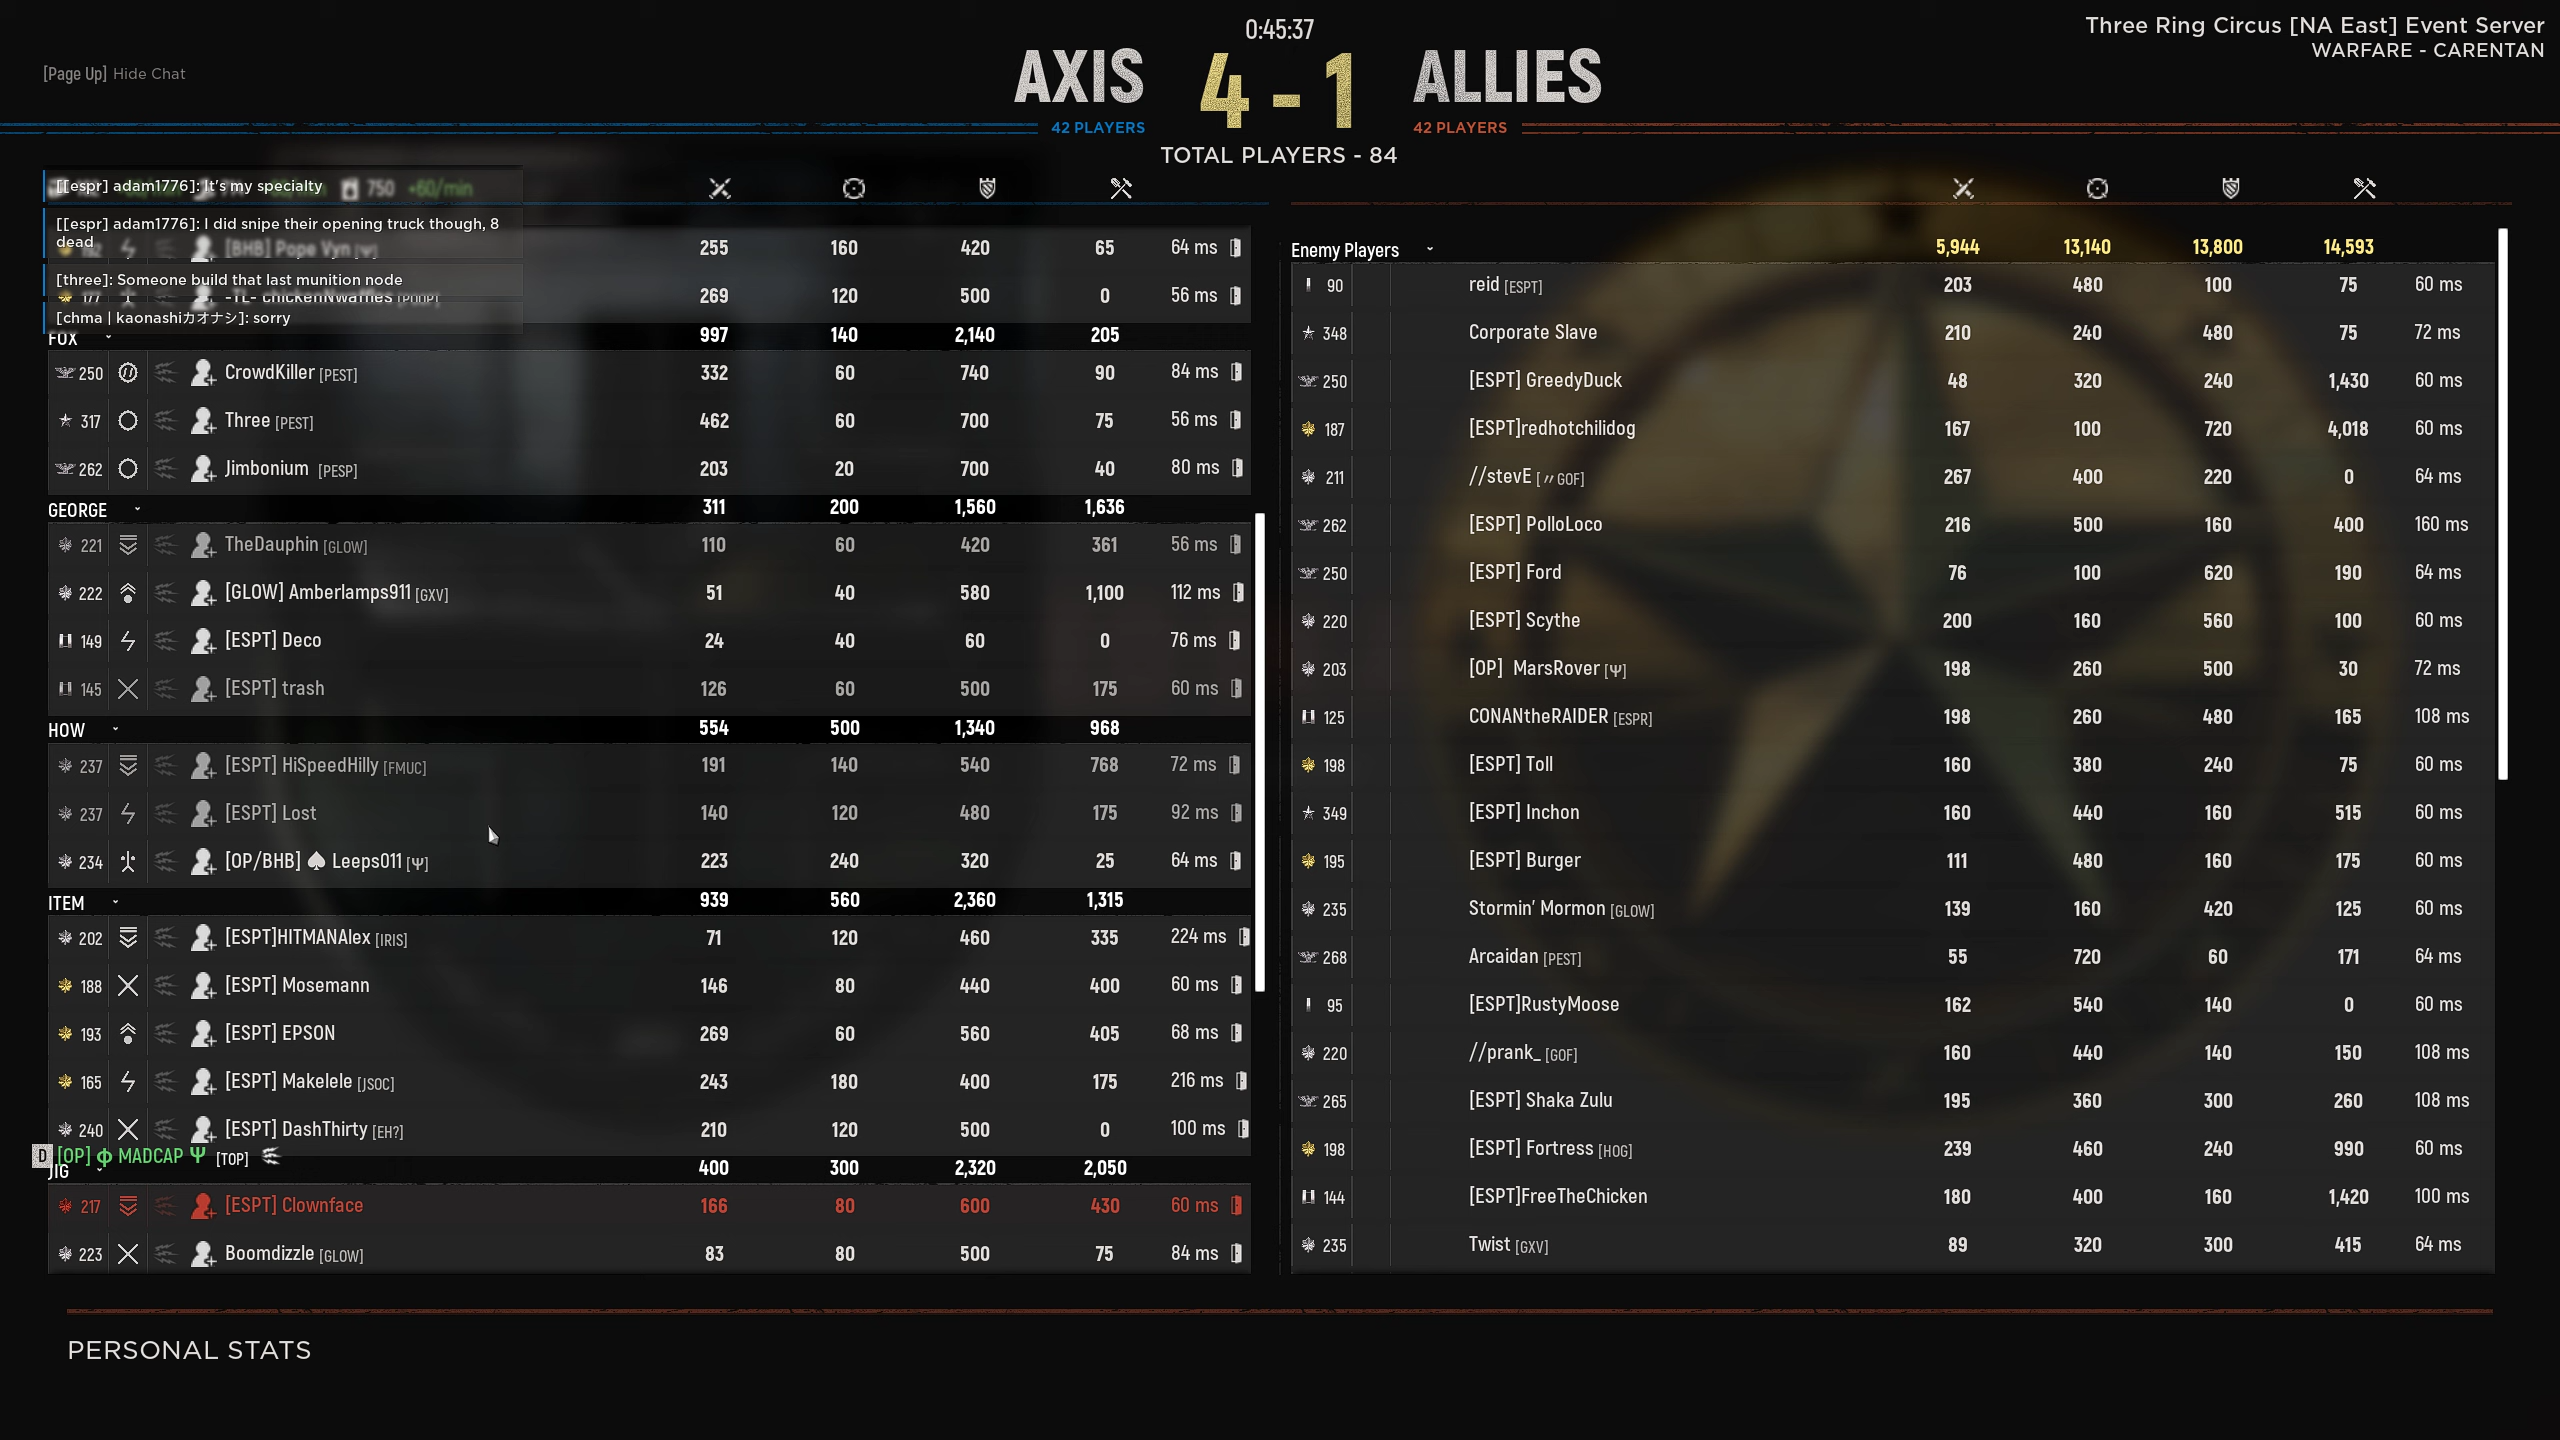 0:45:37
AXIS 4 - 1 ALLIES
42 PLAYERS
42 PLAYERS
TOTAL PLAYERS - 84
Three Ring Circus [NA East] Event Server
WARFARE - CARENTAN
[Page Up] Hide Chat
750 +60/min
[[espr] adam1776]: It's my specialty
[[espr] adam1776]: I did snipe their opening truck though, 8
dead
[BHB] Pope Vyn [Ψ] 255 160 420 65 64 ms
[three]: Someone build that last munition node
177 -TL- chickenNwaffles [POOP] 269 120 500 0 56 ms
[chma | kaonashiカオナシ]: sorry
FOX 997 140 2,140 205
250 CrowdKiller [PEST] 332 60 740 90 84 ms
317 Three [PEST] 462 60 700 75 56 ms
262 Jimbonium [PESP] 203 20 700 40 80 ms
GEORGE 311 200 1,560 1,636
221 TheDauphin [GLOW] 110 60 420 361 56 ms
222 [GLOW] Amberlamps911 [GXV] 51 40 580 1,100 112 ms
149 [ESPT] Deco 24 40 60 0 76 ms
145 [ESPT] trash 126 60 500 175 60 ms
HOW 554 500 1,340 968
237 [ESPT] HiSpeedHilly [FMUC] 191 140 540 768 72 ms
237 [ESPT] Lost 140 120 480 175 92 ms
234 [OP/BHB] ♠ Leeps011 [Ψ] 223 240 320 25 64 ms
ITEM 939 560 2,360 1,315
202 [ESPT]HITMANAlex [IRIS] 71 120 460 335 224 ms
188 [ESPT] Mosemann 146 80 440 400 60 ms
193 [ESPT] EPSON 269 60 560 405 68 ms
165 [ESPT] Makelele [JSOC] 243 180 400 175 216 ms
240 [ESPT] DashThirty [EH?] 210 120 500 0 100 ms
D [OP] ф MADCAP Ψ [TOP]
JIG 400 300 2,320 2,050
217 [ESPT] Clownface 166 80 600 430 60 ms
223 Boomdizzle [GLOW] 83 80 500 75 84 ms
Enemy Players 5,944 13,140 13,800 14,593
90 reid [ESPT] 203 480 100 75 60 ms
348 Corporate Slave 210 240 480 75 72 ms
250 [ESPT] GreedyDuck 48 320 240 1,430 60 ms
187 [ESPT]redhotchilidog 167 100 720 4,018 60 ms
211 //stevE [〃GOF] 267 400 220 0 64 ms
262 [ESPT] PolloLoco 216 500 160 400 160 ms
250 [ESPT] Ford 76 100 620 190 64 ms
220 [ESPT] Scythe 200 160 560 100 60 ms
203 [OP] MarsRover [Ψ] 198 260 500 30 72 ms
125 CONANtheRAIDER [ESPR] 198 260 480 165 108 ms
198 [ESPT] Toll 160 380 240 75 60 ms
349 [ESPT] Inchon 160 440 160 515 60 ms
195 [ESPT] Burger 111 480 160 175 60 ms
235 Stormin' Mormon [GLOW] 139 160 420 125 60 ms
268 Arcaidan [PEST] 55 720 60 171 64 ms
95 [ESPT]RustyMoose 162 540 140 0 60 ms
220 //prank_ [GOF] 160 440 140 150 108 ms
265 [ESPT] Shaka Zulu 195 360 300 260 108 ms
198 [ESPT] Fortress [HOG] 239 460 240 990 60 ms
144 [ESPT]FreeTheChicken 180 400 160 1,420 100 ms
235 Twist [GXV] 89 320 300 415 64 ms
PERSONAL STATS